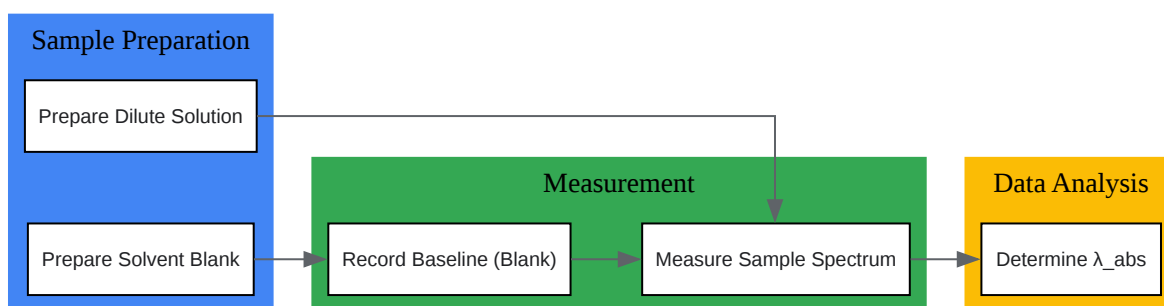 Sample Preparation
Prepare Dilute Solution
Measurement
Data Analysis
Prepare Solvent Blank
Record Baseline (Blank)
Measure Sample Spectrum
Determine λ_abs